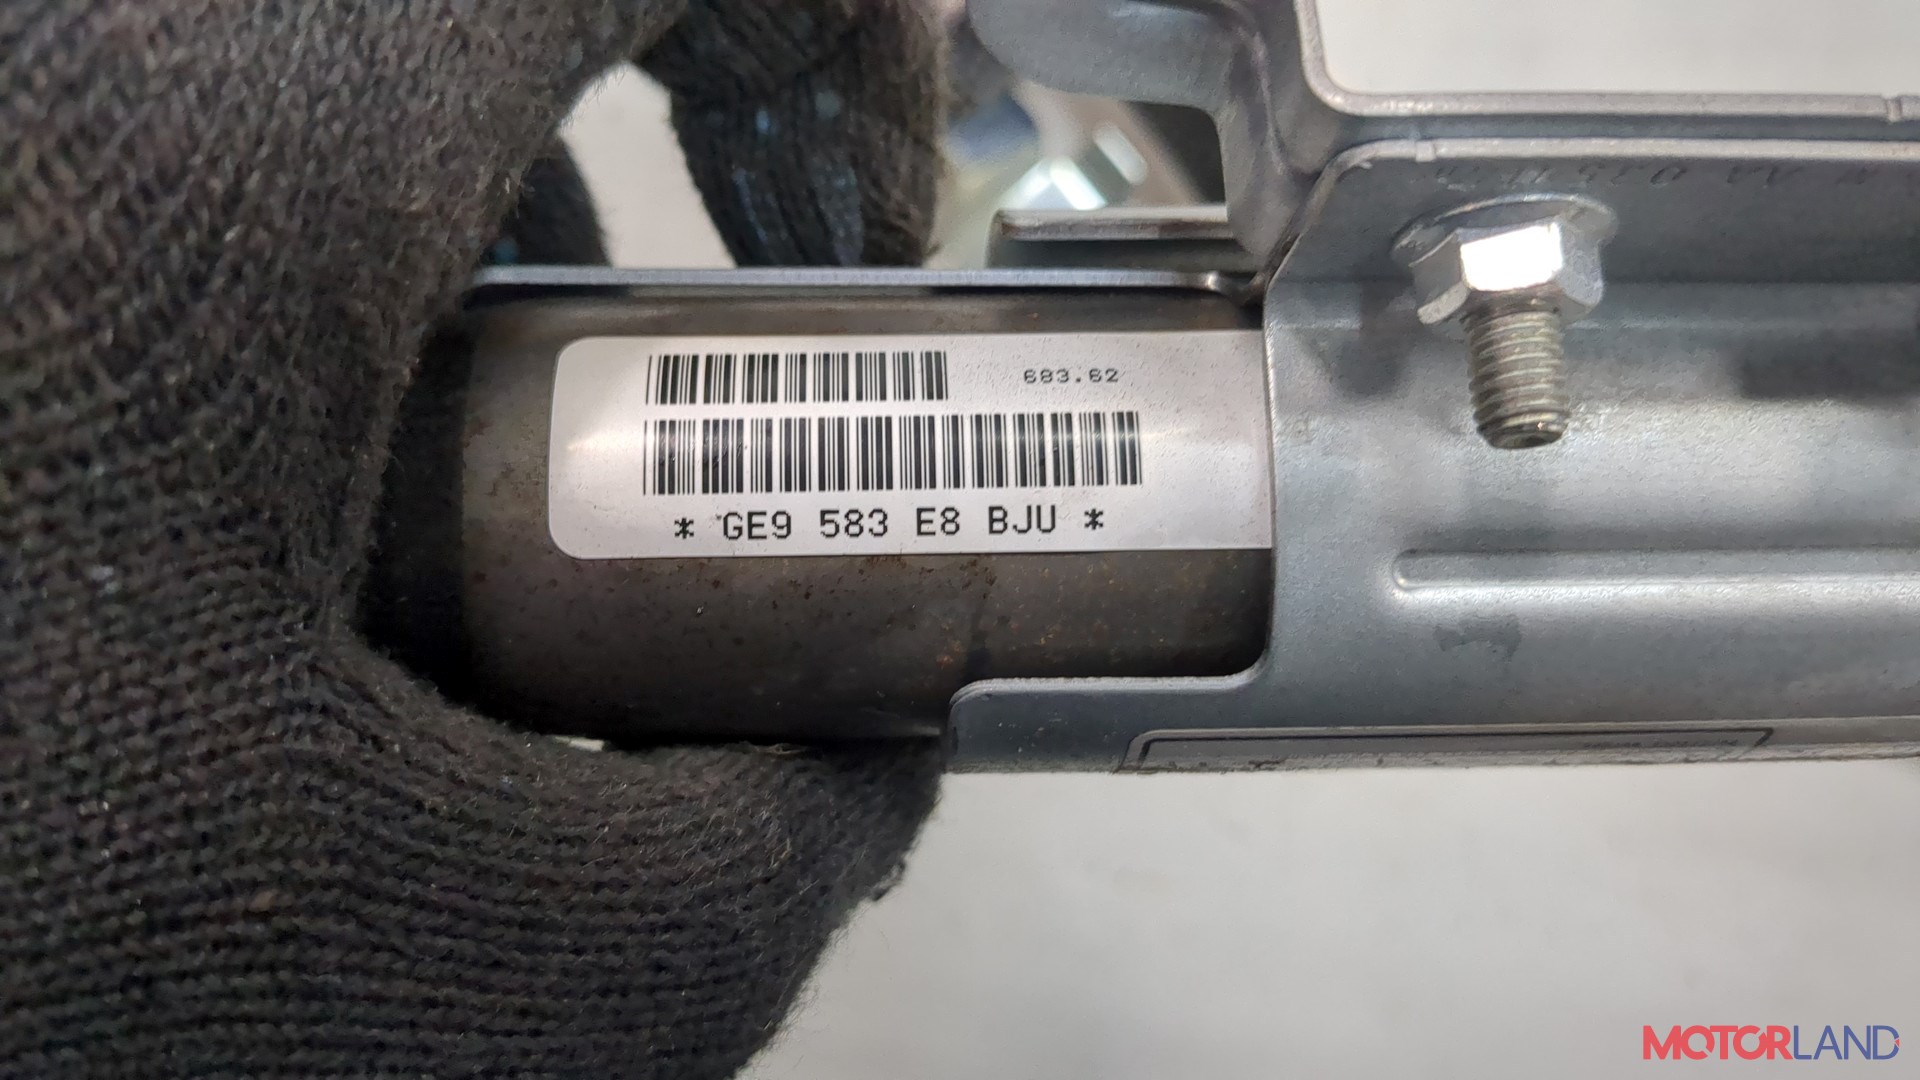 683.62
* GE9 583 E8 BJU *
MOTORLAND